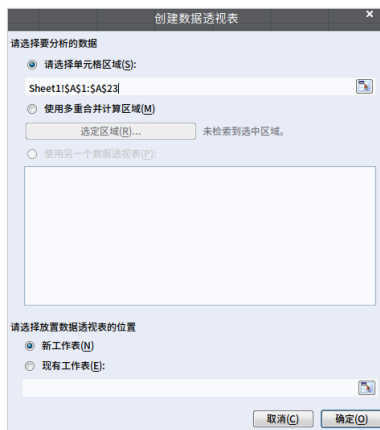 创建数据透视表
请选择要分析的数据
请选择单元格区域(S):
Sheet1!$A$1:$A$23
使用多重合并计算区域(M)
选定区域(R)... 未检索到选中区域。
使用另一个数据透视表(P):
请选择放置数据透视表的位置
新工作表(N)
现有工作表(E):
取消(C) 确定(O)